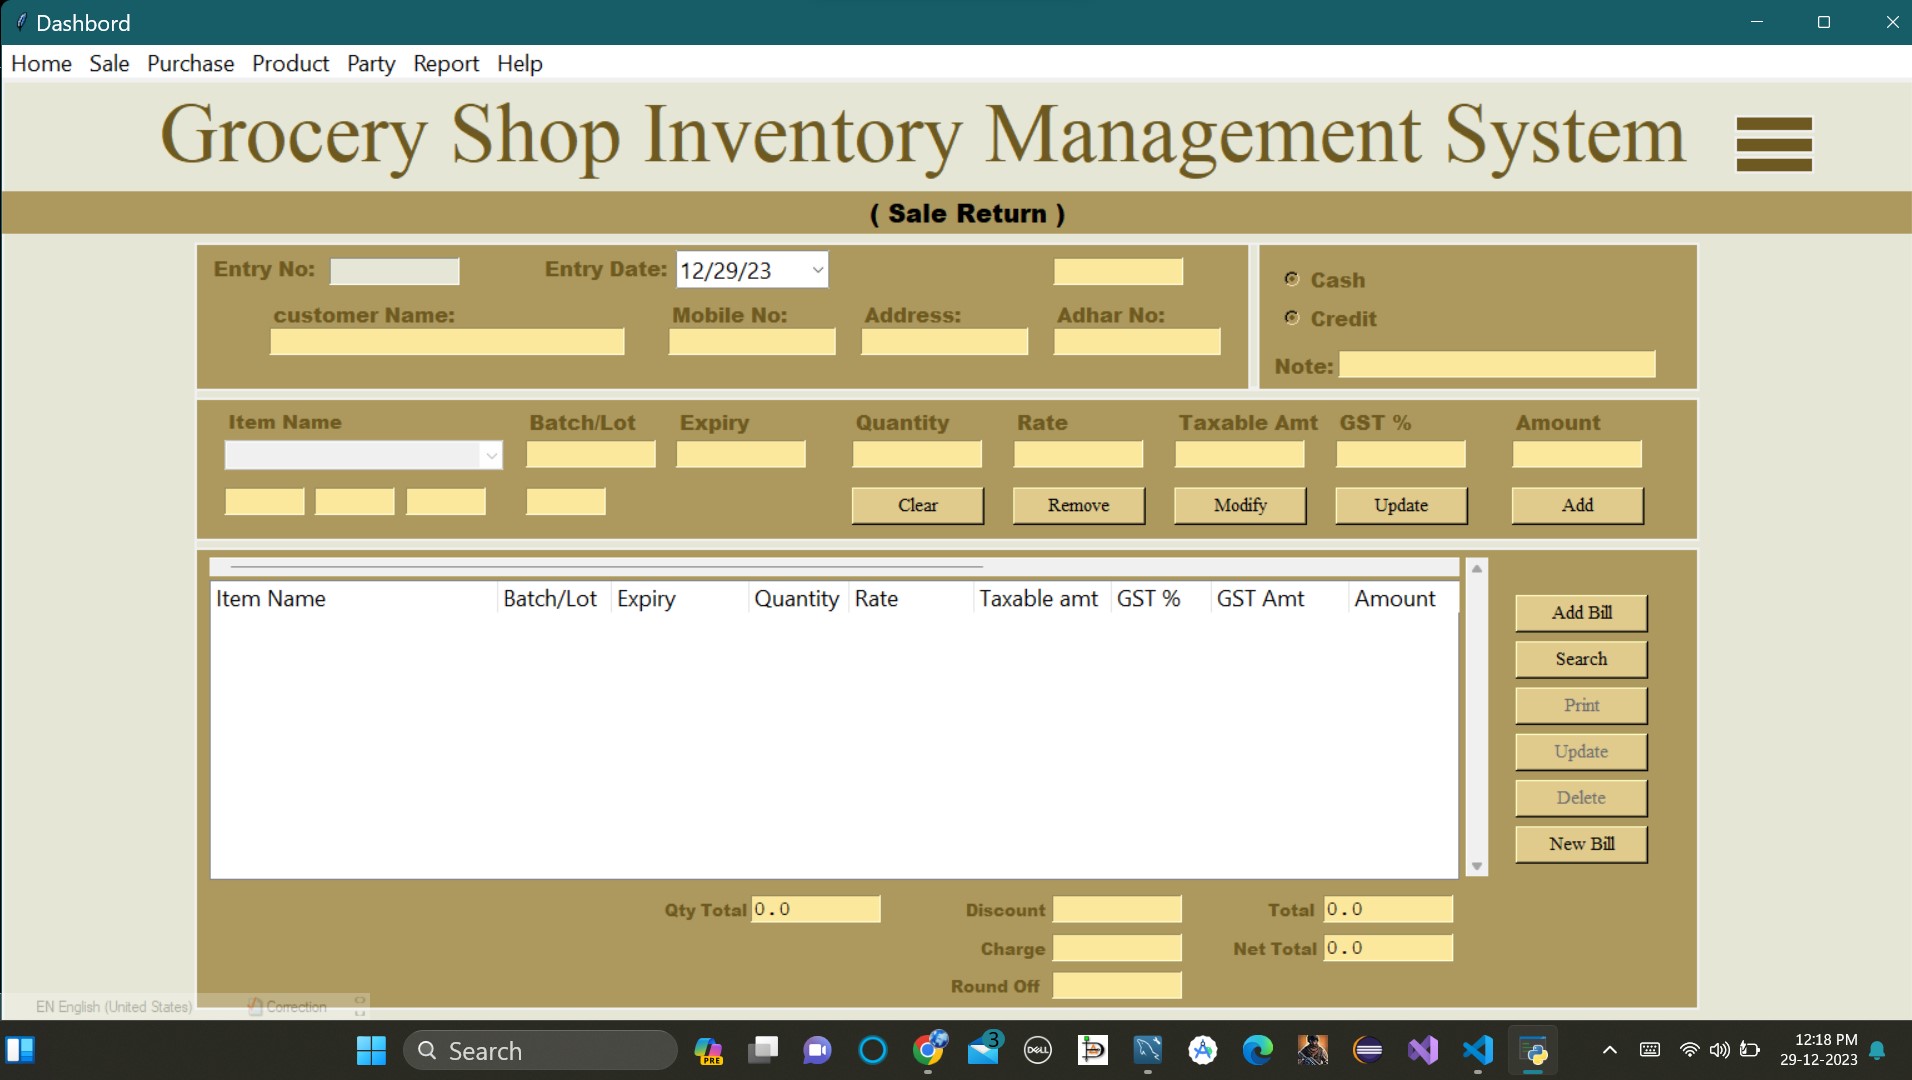 Dashbord
Home Sale Purchase Product Party Report Help
Grocery Shop Inventory Management System
( Sale Return )
Entry No: Entry Date: 12/29/23
customer Name: Mobile No: Address: Adhar No:
Cash
Credit
Note:
Item Name Batch/Lot Expiry Quantity Rate Taxable Amt GST % Amount
Clear Remove Modify Update Add
Item Name Batch/Lot Expiry Quantity Rate Taxable amt GST % GST Amt Amount
Add Bill
Search
Print
Update
Delete
New Bill
Qty Total 0.0 Discount Total 0.0
Charge Net Total 0.0
Round Off
EN English (United States) Correction
Search
PRE
3
DELL
12:18 PM
29-12-2023